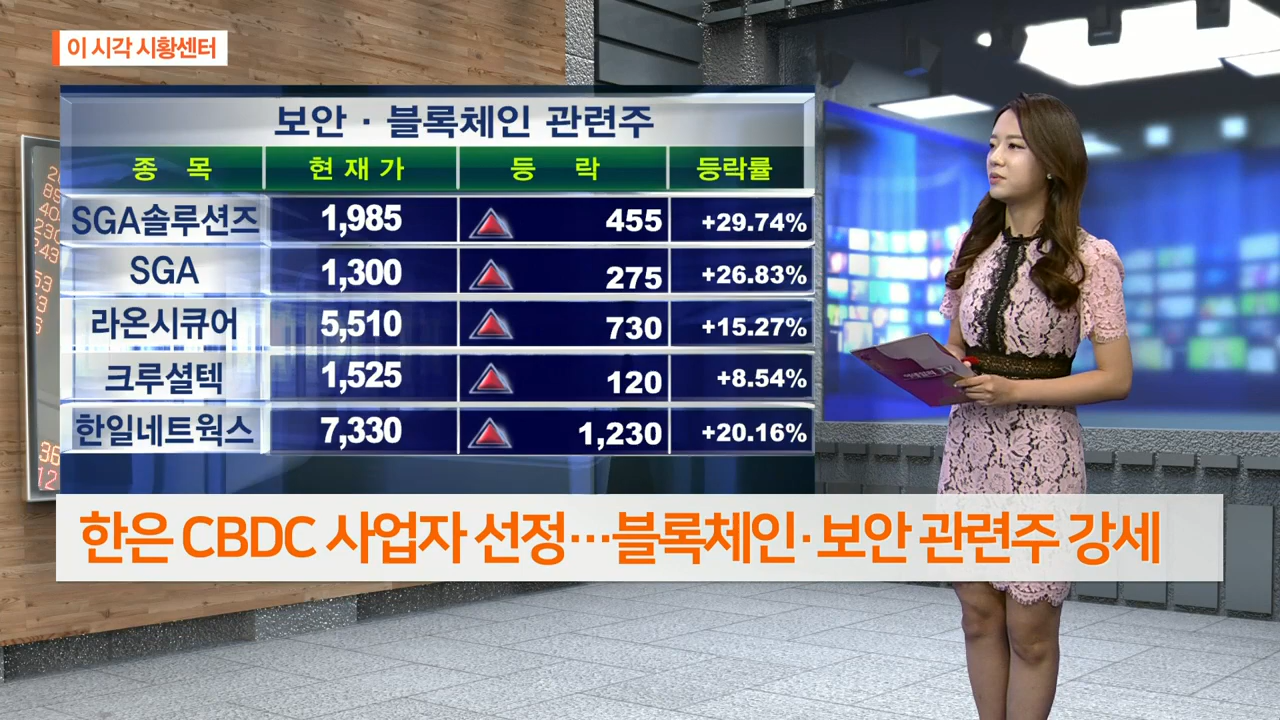 이 시각 시황센터
보안 · 블록체인 관련주
종 목 현 재 가 등 락 등락률
SGA솔루션즈 1,985 ▲ 455 +29.74%
SGA 1,300 ▲ 275 +26.83%
라온시큐어 5,510 ▲ 730 +15.27%
크루셜텍 1,525 ▲ 120 +8.54%
한일네트웍스 7,330 ▲ 1,230 +20.16%
한은 CBDC 사업자 선정…블록체인·보안 관련주 강세